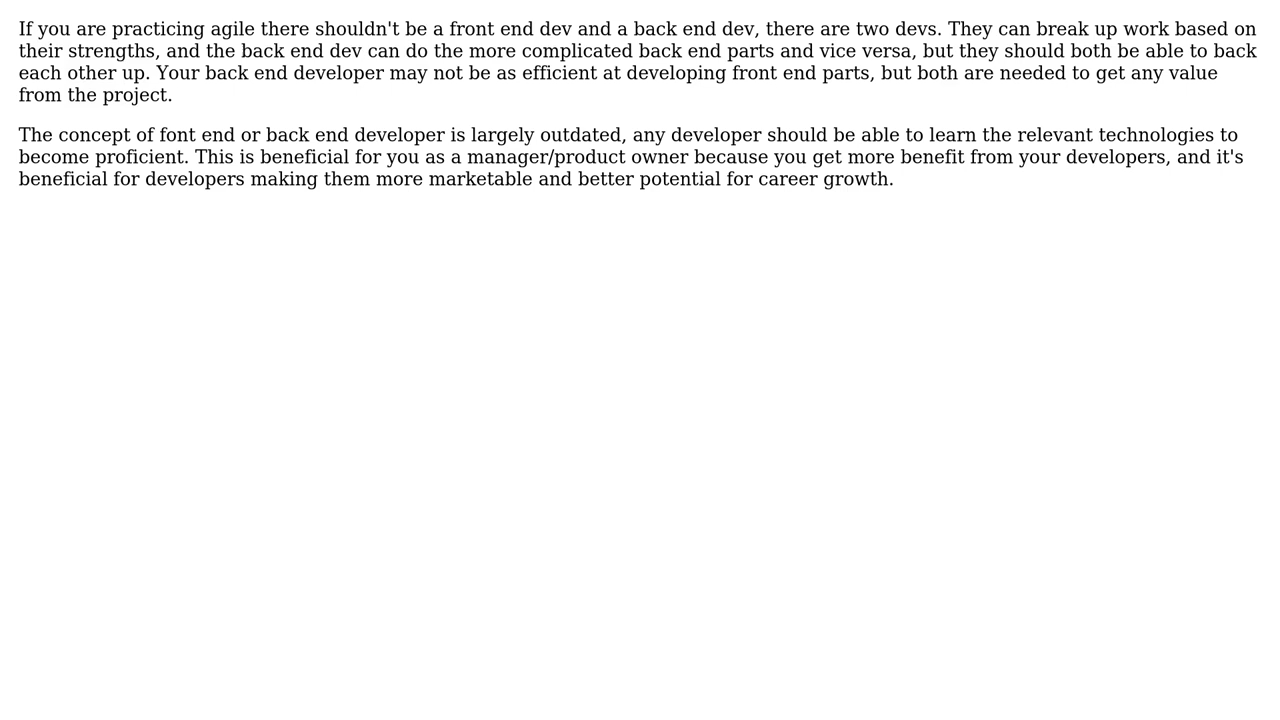 If you are practicing agile there shouldn't be a front end dev and a back end dev, there are two devs. They can break up work based on
their strengths, and the back end dev can do the more complicated back end parts and vice versa, but they should both be able to back
each other up. Your back end developer may not be as efficient at developing front end parts, but both are needed to get any value
from the project.
The concept of font end or back end developer is largely outdated, any developer should be able to learn the relevant technologies to
become proficient. This is beneficial for you as a manager/product owner because you get more benefit from your developers, and it's
beneficial for developers making them more marketable and better potential for career growth.